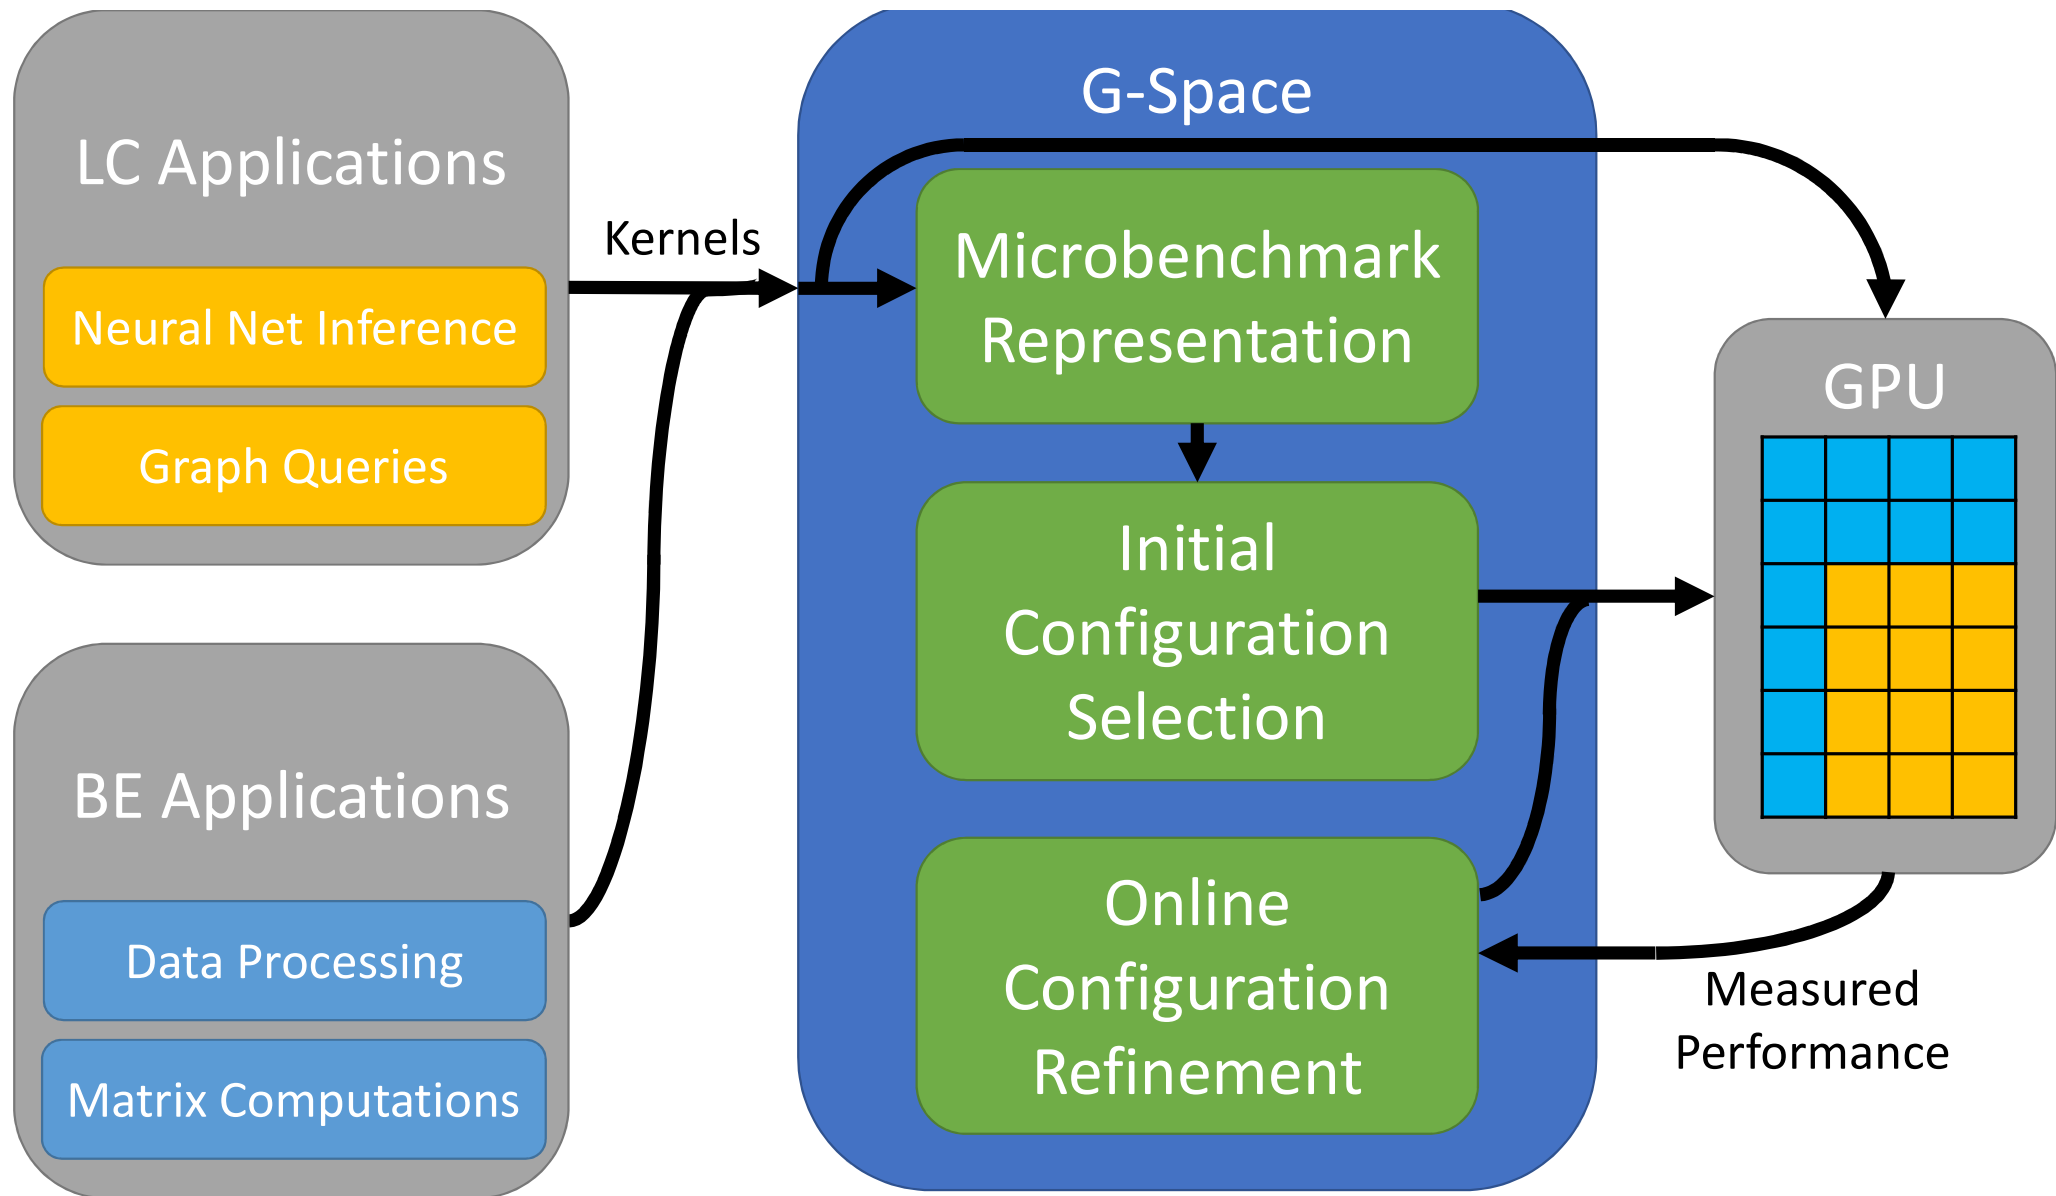 LC Applications
Neural Net Inference
Graph Queries
BE Applications
Data Processing
Matrix Computations
Kernels
G-Space
Microbenchmark
Representation
Initial
Configuration
Selection
Online
Configuration
Refinement
GPU
Measured
Performance